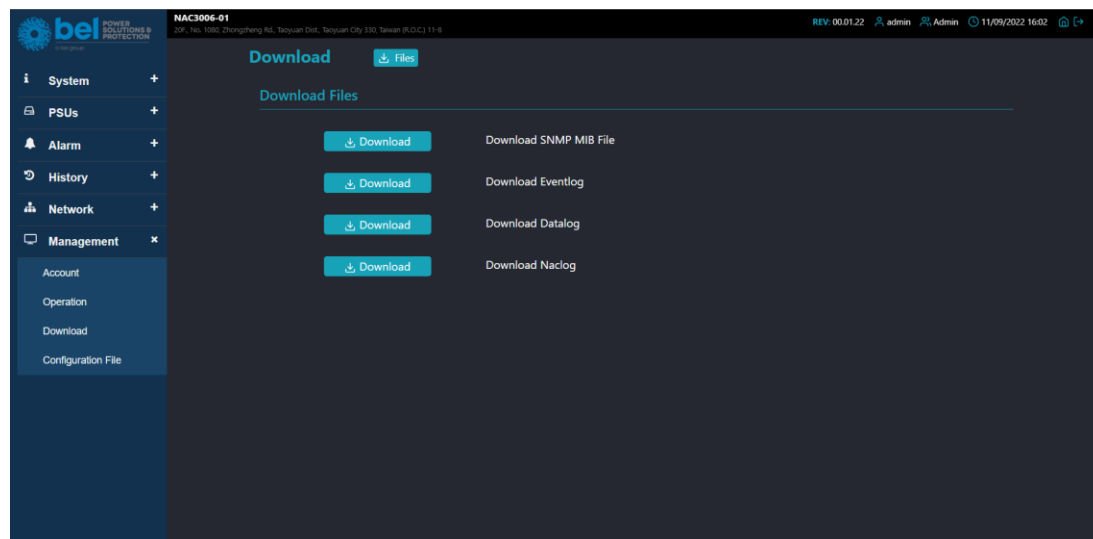 bel POWER SOLUTIONS & PROTECTION
a bel group
NAC3006-01
20F., No. 1080, Zhongzheng Rd., Taoyuan Dist., Taoyuan City 330, Taiwan (R.O.C.) 11-8
REV: 00.01.22 admin Admin 11/09/2022 16:02
Download Files
Download Files
Download Download SNMP MIB File
Download Download Eventlog
Download Download Datalog
Download Download Naclog
System +
PSUs +
Alarm +
History +
Network +
Management ×
Account
Operation
Download
Configuration File